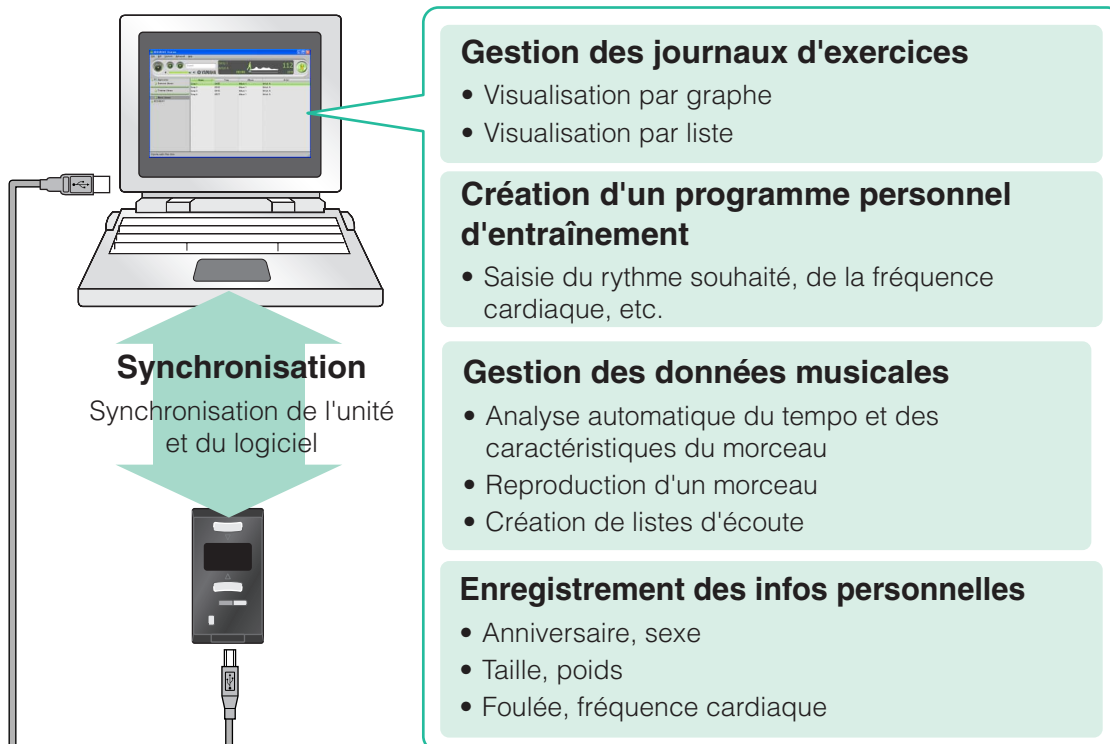 Gestion des journaux d'exercices
• Visualisation par graphe
• Visualisation par liste
Création d'un programme personnel
d'entraînement
• Saisie du rythme souhaité, de la fréquence
cardiaque, etc.
Synchronisation
Synchronisation de l'unité
et du logiciel
Gestion des données musicales
• Analyse automatique du tempo et des
caractéristiques du morceau
• Reproduction d'un morceau
• Création de listes d'écoute
Enregistrement des infos personnelles
• Anniversaire, sexe
• Taille, poids
• Foulée, fréquence cardiaque